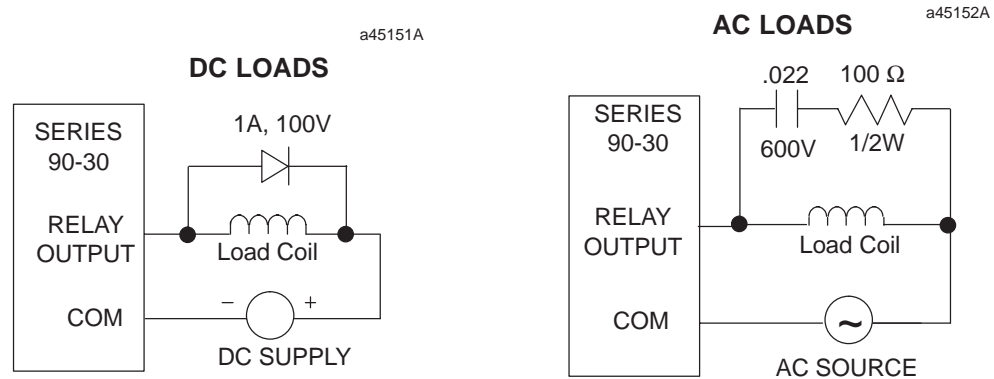 a45151A
DC LOADS
SERIES
90-30
1A, 100V
RELAY
OUTPUT
Load Coil
COM
− +
DC SUPPLY
a45152A
AC LOADS
.022 100 Ω
SERIES
90-30
600V 1/2W
RELAY
OUTPUT
Load Coil
COM
~
AC SOURCE